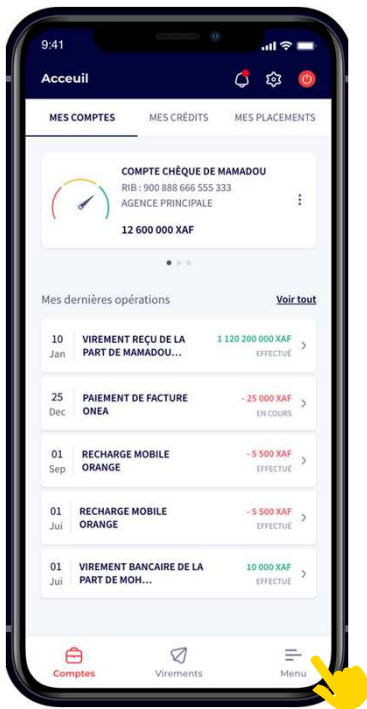 9:41
Acceuil
MES COMPTES MES CRÉDITS MES PLACEMENTS
COMPTE CHÈQUE DE MAMADOU
RIB : 900 888 666 555 333
AGENCE PRINCIPALE
12 600 000 XAF
Mes dernières opérations Voir tout
10 Jan
VIREMENT REÇU DE LA
PART DE MAMADOU...
1 120 200 000 XAF
EFFECTUÉ
25 Dec
PAIEMENT DE FACTURE
ONEA
- 25 000 XAF
EN COURS
01 Sep
RECHARGE MOBILE
ORANGE
- 5 500 XAF
EFFECTUÉ
01 Jui
RECHARGE MOBILE
ORANGE
- 5 500 XAF
EFFECTUÉ
01 Jui
VIREMENT BANCAIRE DE LA
PART DE MOH...
10 000 XAF
EFFECTUÉ
Comptes Virements Menu